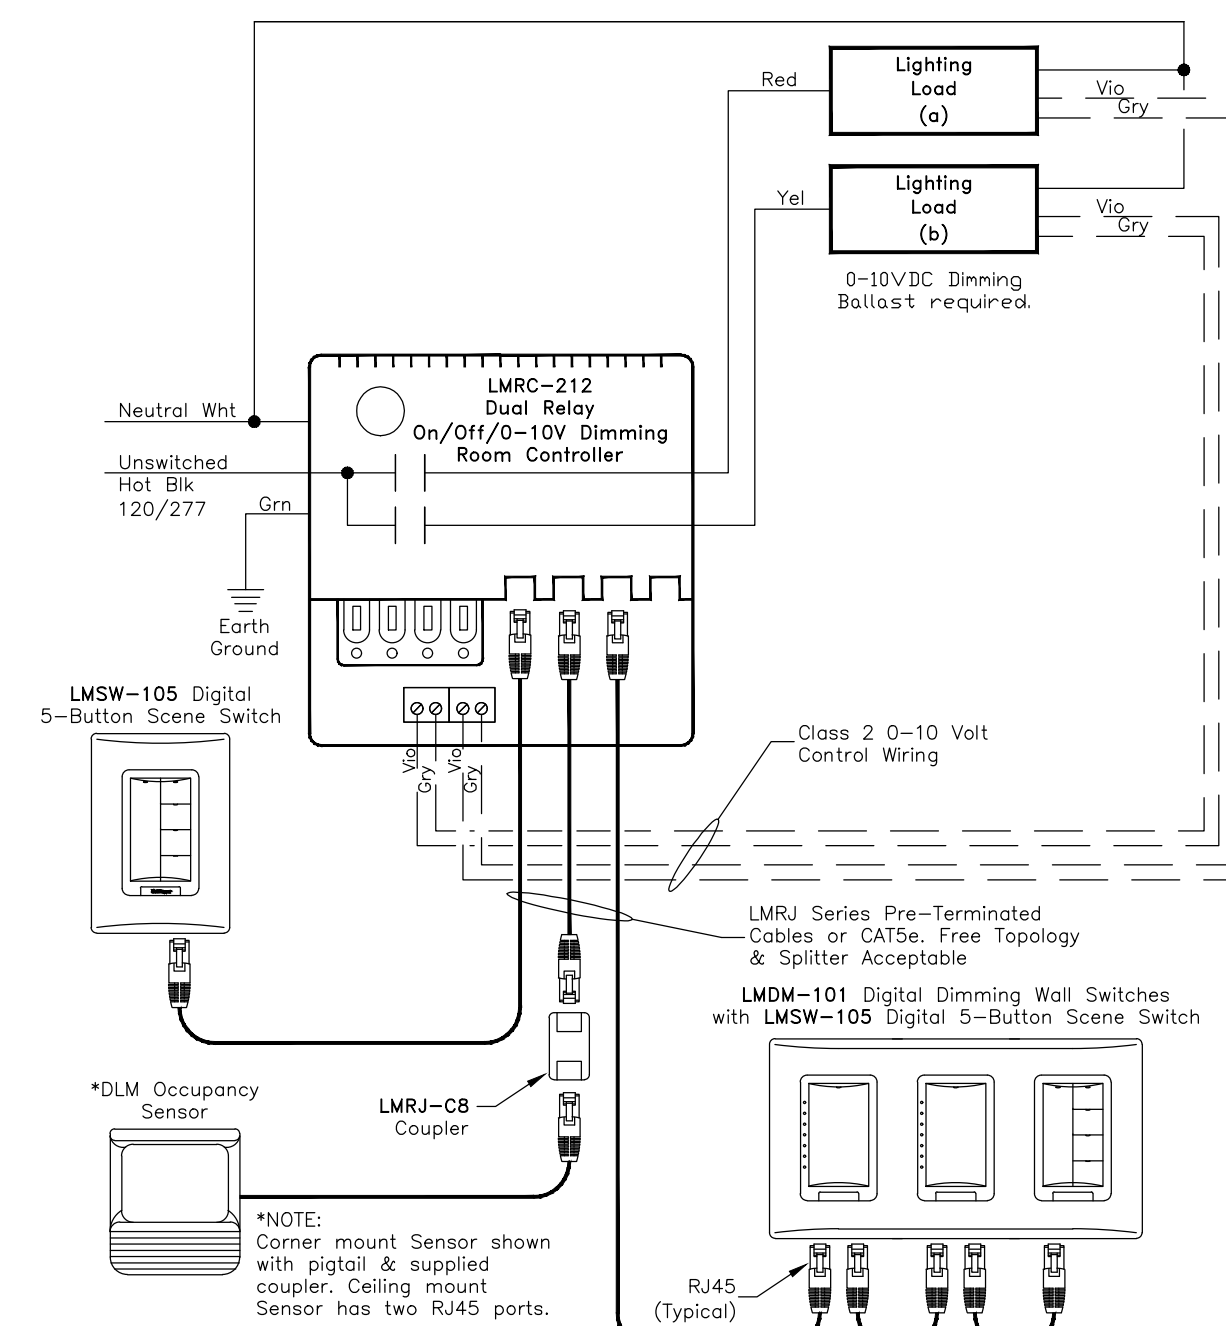 Lighting
Load
(a)
Red
Vio
Gry
Lighting
Load
(b)
Yel
Vio
Gry
0-10VDC Dimming
Ballast required.
LMRC-212
Dual Relay
On/Off/0-10V Dimming
Room Controller
Neutral Wht
Unswitched
Hot Blk
120/277
Grn
Earth
Ground
LMSW-105 Digital
5-Button Scene Switch
Vio
Gry
Vio
Gry
Class 2 0-10 Volt
Control Wiring
LMRJ Series Pre-Terminated
Cables or CAT5e. Free Topology
& Splitter Acceptable
LMDM-101 Digital Dimming Wall Switches
with LMSW-105 Digital 5-Button Scene Switch
*DLM Occupancy
Sensor
LMRJ-C8
Coupler
*NOTE:
Corner mount Sensor shown
with pigtail & supplied
coupler. Ceiling mount
Sensor has two RJ45 ports.
RJ45
(Typical)